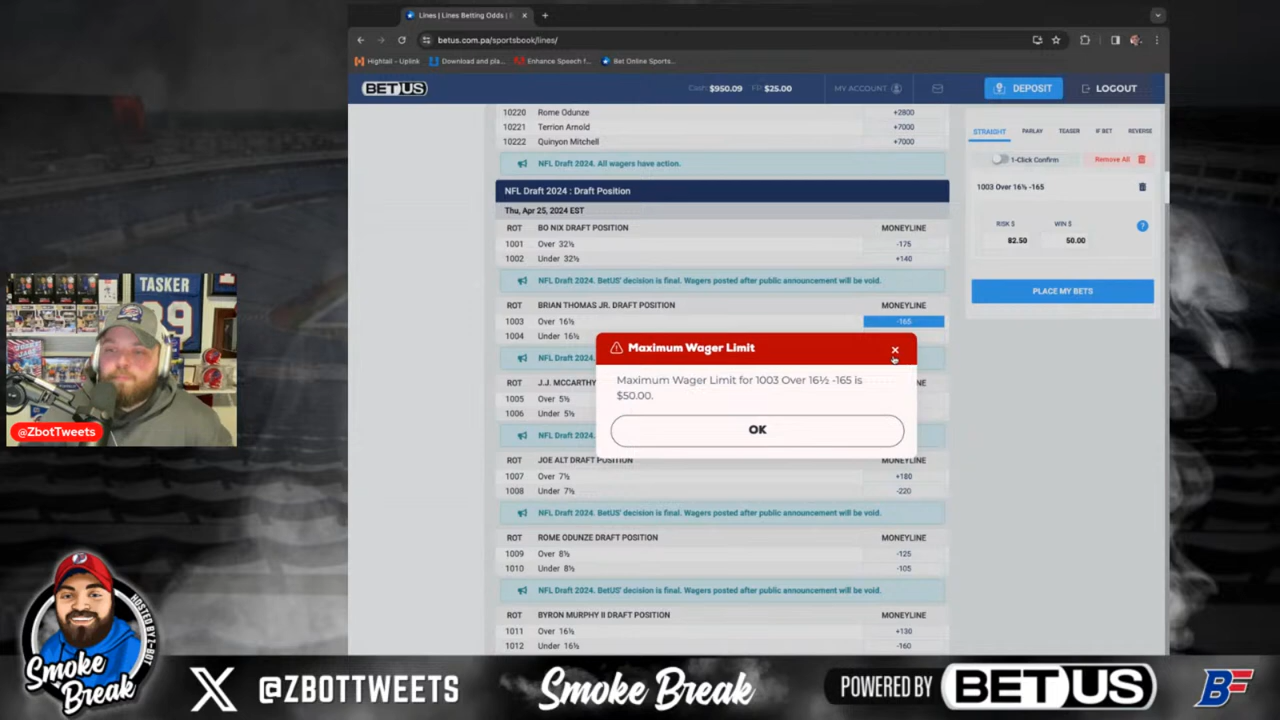 Lines | Lines Betting Odds |
betus.com.pa/sportsbook/lines/
Hightail - Uplink
Download and pla...
Enhance Speech f...
Bet Online Sports...
BETUS
Cash $950.09 FP $25.00
MY ACCOUNT
DEPOSIT
LOGOUT
10220 Rome Odunze +2800
10221 Terrion Arnold +7000
10222 Quinyon Mitchell +7000
NFL Draft 2024. All wagers have action.
NFL Draft 2024 : Draft Position
Thu, Apr 25, 2024 EST
ROT BO NIX DRAFT POSITION MONEYLINE
1001 Over 32½ -175
1002 Under 32½ +140
NFL Draft 2024. BetUS' decision is final. Wagers posted after public announcement will be void.
ROT BRIAN THOMAS JR. DRAFT POSITION MONEYLINE
1003 Over 16½ -165
1004 Under 16½
NFL Draft 2024.
ROT J.J. MCCARTHY
1005 Over 5½
1006 Under 5½
NFL Draft 2024.
ROT JOE ALT DRAFT POSITION MONEYLINE
1007 Over 7½ +180
1008 Under 7½ -220
NFL Draft 2024. BetUS' decision is final. Wagers posted after public announcement will be void.
ROT ROME ODUNZE DRAFT POSITION MONEYLINE
1009 Over 8½ -125
1010 Under 8½ -105
NFL Draft 2024. BetUS' decision is final. Wagers posted after public announcement will be void.
ROT BYRON MURPHY II DRAFT POSITION MONEYLINE
1011 Over 16½ +130
1012 Under 16½ -160
Maximum Wager Limit
Maximum Wager Limit for 1003 Over 16½ -165 is
$50.00.
OK
STRAIGHT PARLAY TEASER IF BET REVERSE
1-Click Confirm Remove All
1003 Over 16½ -165
RISK $ WIN $
82.50 50.00
PLACE MY BETS
TASKER
89
@ZbotTweets
Smoke
Break
HOSTED BY Z-BOT
@ZBOTTWEETS
Smoke Break
POWERED BY BETUS
BF